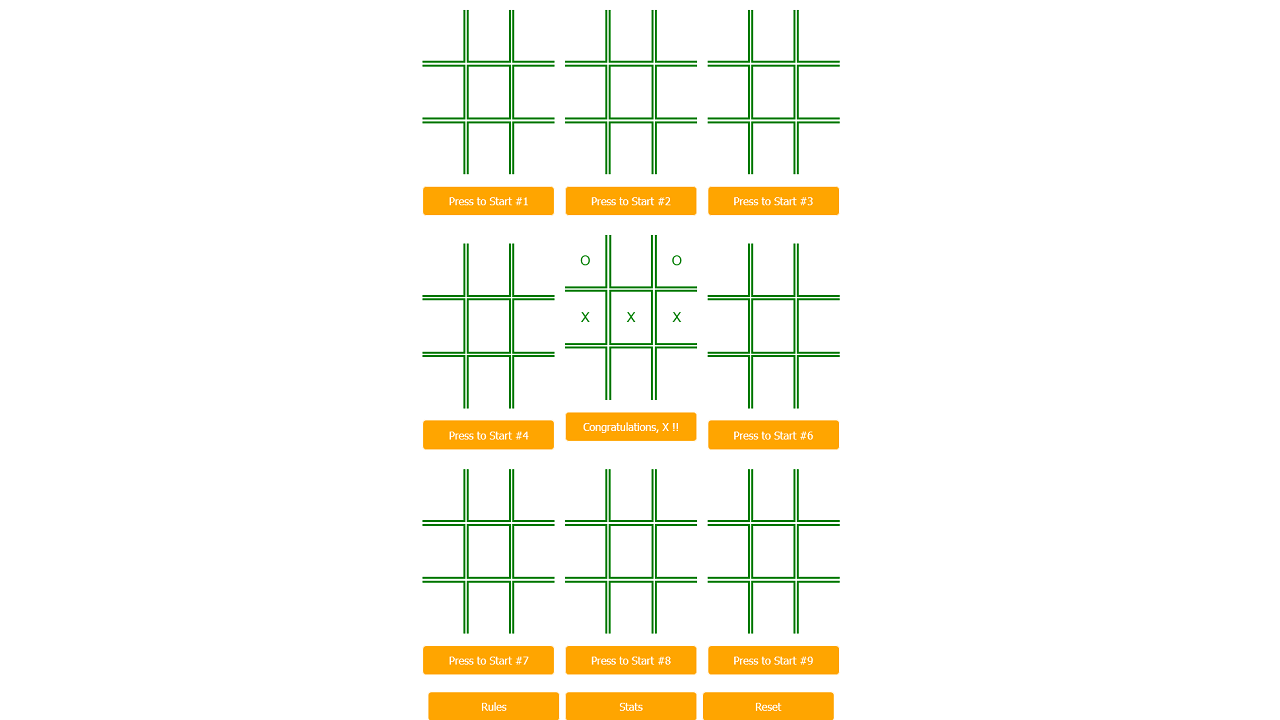 Press to Start #1
Press to Start #2
Press to Start #3
O O
X X X
Press to Start #4
Congratulations, X !!
Press to Start #6
Press to Start #7
Press to Start #8
Press to Start #9
Rules
Stats
Reset